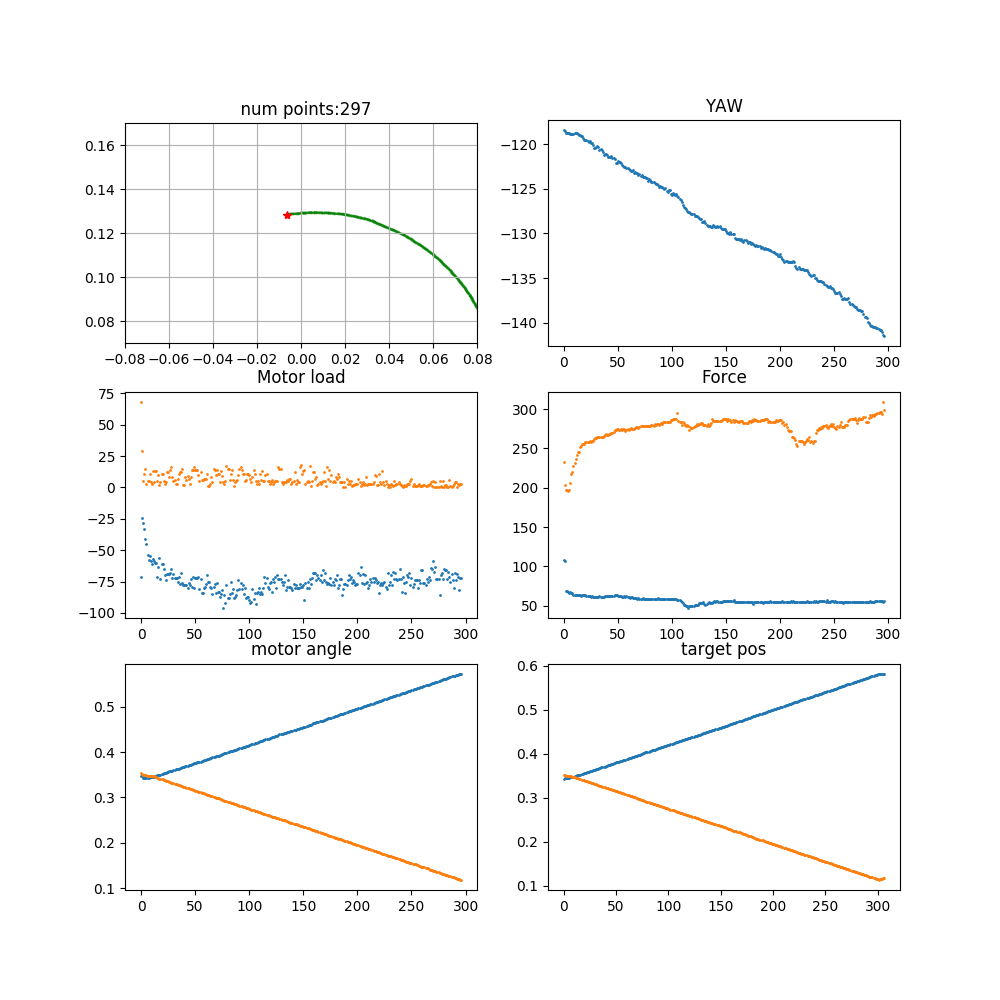 num points:297
YAW
0.16
0.14
0.12
0.10
0.08
−0.08 −0.06 −0.04 −0.02 0.00 0.02 0.04 0.06 0.08
−120
−125
−130
−135
−140
0 50 100 150 200 250 300
Motor load
Force
75
50
25
0
−25
−50
−75
−100
0 50 100 150 200 250 300
300
250
200
150
100
50
0 50 100 150 200 250 300
motor angle
target pos
0.5
0.4
0.3
0.2
0.1
0 50 100 150 200 250 300
0.6
0.5
0.4
0.3
0.2
0.1
0 50 100 150 200 250 300